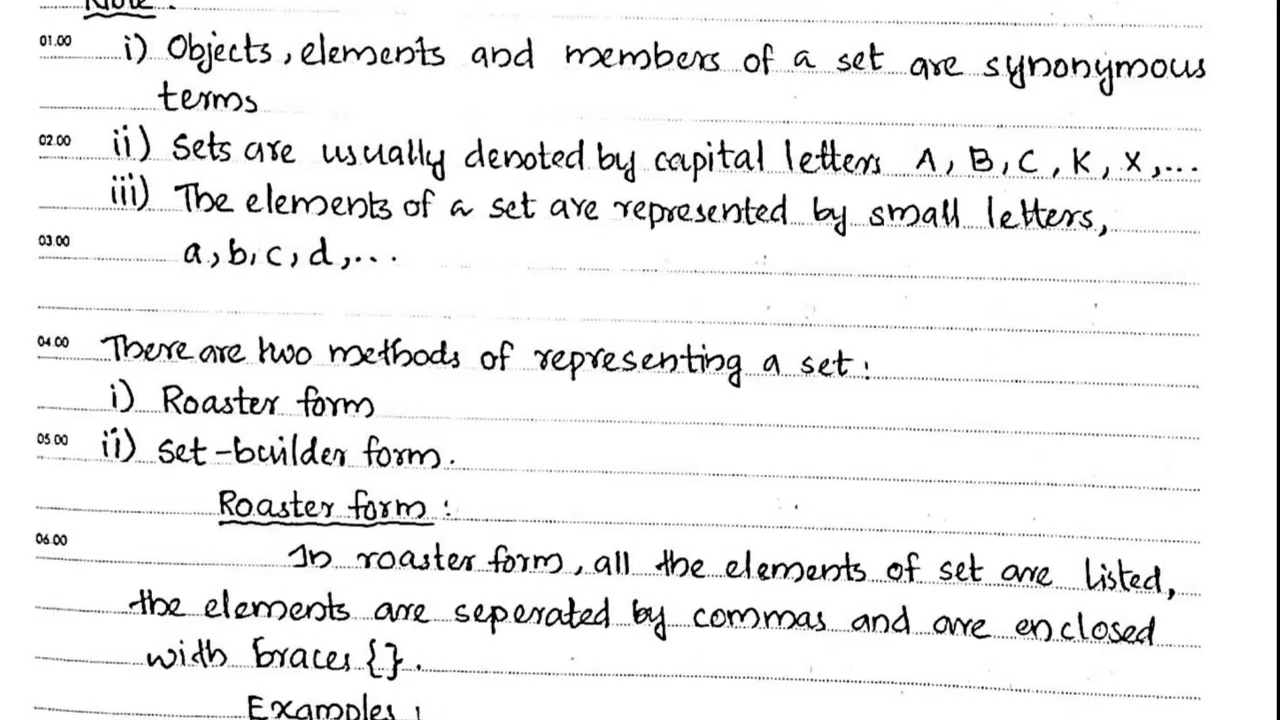 Note :
01.00 i) Objects, elements and members of a set are synonymous
terms
02.00 ii) Sets are usually denoted by capital letters A, B, C, K, X,...
iii) The elements of a set are represented by small letters,
03.00 a, b, c, d,...
04.00 There are two methods of representing a set :
i) Roaster form
05.00 ii) Set-builder form.
Roaster form :
06.00 In roaster form, all the elements of set are listed,
the elements are seperated by commas and are enclosed
with braces {}.
Examples :